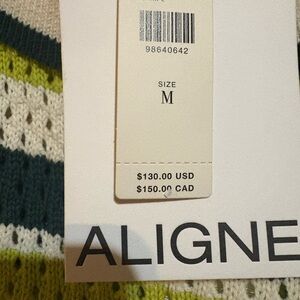 98640642
SIZE
M
$130.00 USD
$150.00 CAD
ALIGNE